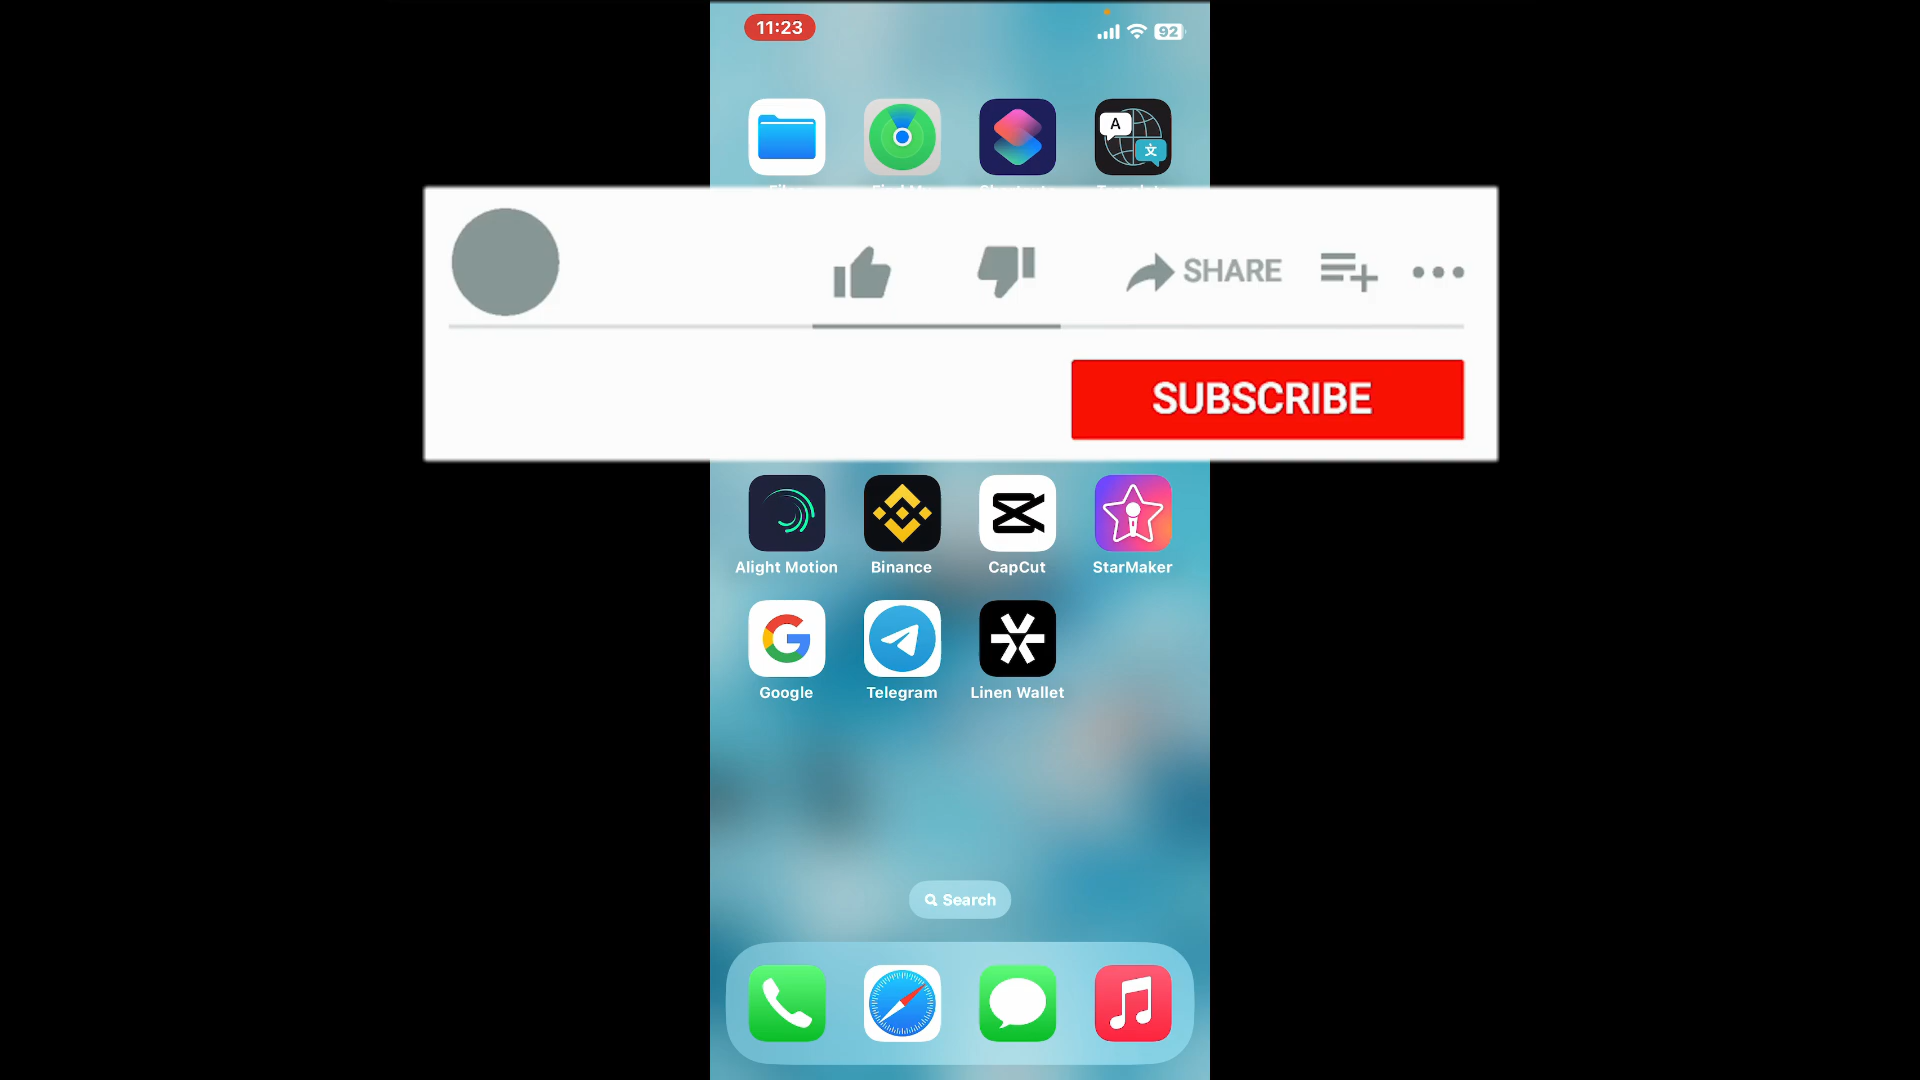 11:23
92
A
文
SHARE
SUBSCRIBE
Alight Motion
Binance
CapCut
StarMaker
Google
Telegram
Linen Wallet
Search